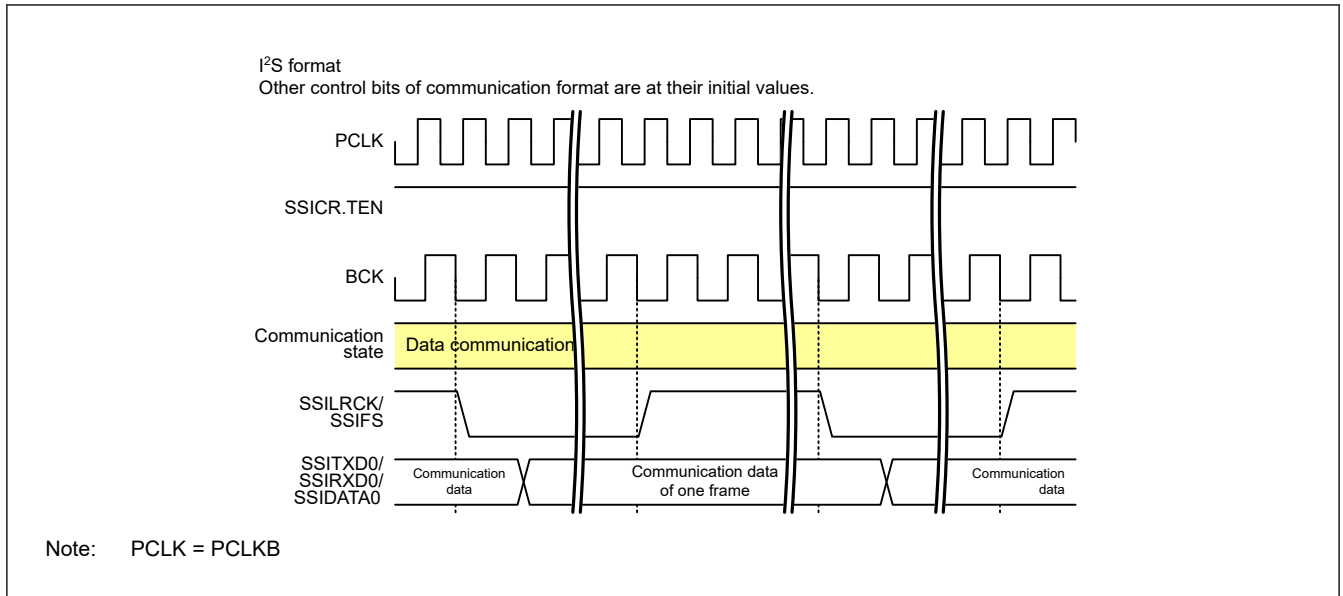 I²S format
Other control bits of communication format are at their initial values.
PCLK
SSICR.TEN
BCK
Communication
state
Data communication
SSILRCK/
SSIFS
SSITXD0/
SSIRXD0/
SSIDATA0
Communication
data
Communication data
of one frame
Communication
data
Note: PCLK = PCLKB